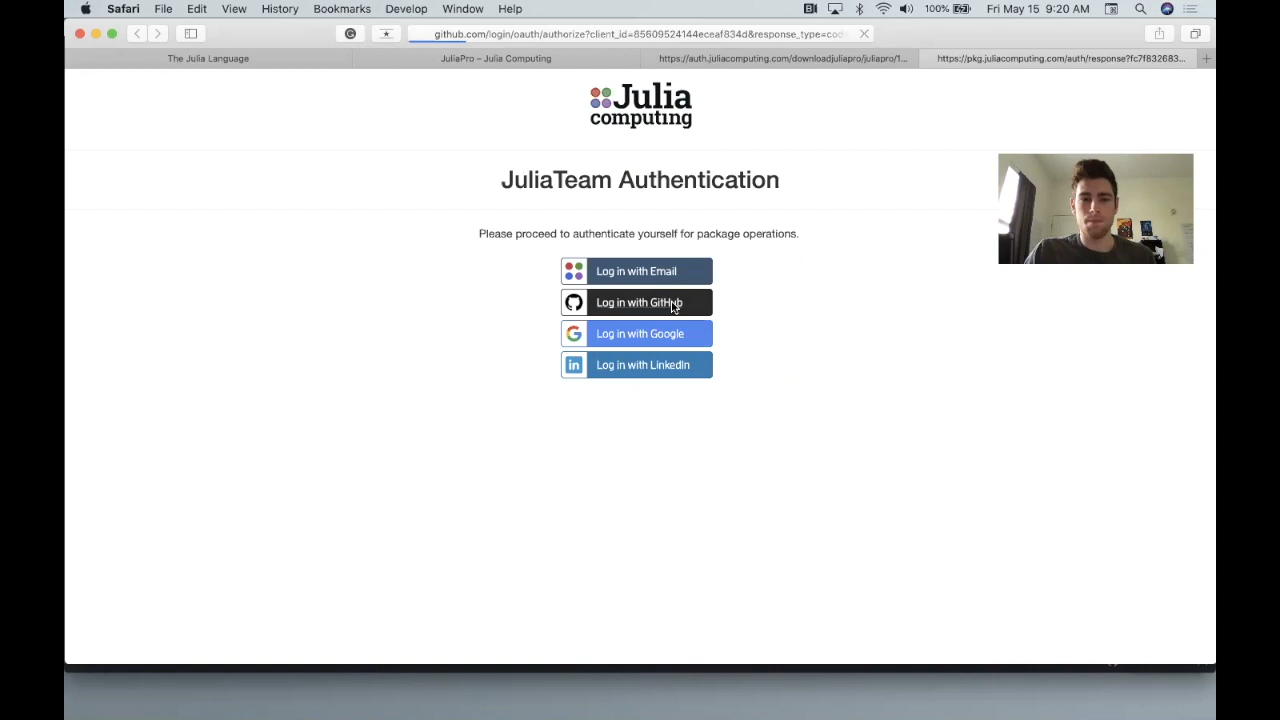 Safari File Edit View History Bookmarks Develop Window Help 100% Fri May 15 9:20 AM
github.com/login/oauth/authorize?client_id=85609524144eceaf834d&response_type=cod
The Julia Language JuliaPro – Julia Computing https://auth.juliacomputing.com/downloadjuliapro/juliapro/1... https://pkg.juliacomputing.com/auth/response?fc7f832683...
Julia
computing
JuliaTeam Authentication
Please proceed to authenticate yourself for package operations.
Log in with Email
Log in with GitHub
Log in with Google
in Log in with LinkedIn